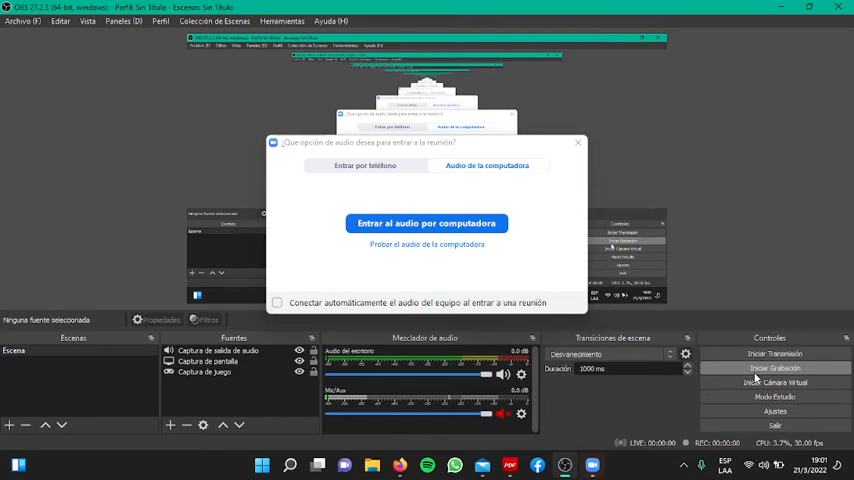 OBS 27.2.3 (64-bit, windows) - Perfil: Sin Título - Escenas: Sin Título
Archivo (F) Editar Vista Paneles (D) Perfil Colección de Escenas Herramientas Ayuda (H)
¿Que opción de audio desea para entrar a la reunión?
Entrar por teléfono Audio de la computadora
Entrar al audio por computadora
Probar el audio de la computadora
Conectar automáticamente el audio del equipo al entrar a una reunión
Ninguna fuente seleccionada Propiedades Filtros
Escenas Fuentes Mezclador de audio Transiciones de escena Controles
Escena
Captura de salida de audio
Captura de pantalla
Captura de juego
Audio del escritorio 0.0 dB
Mic/Aux 0.0 dB
Desvanecimiento
Duración 1000 ms
Iniciar Transmisión
Iniciar Grabación
Iniciar Cámara Virtual
Modo Estudio
Ajustes
Salir
LIVE: 00:00:00 REC: 00:00:00 CPU: 3.7%, 30.00 fps
ESP
LAA
19:01
21/3/2022